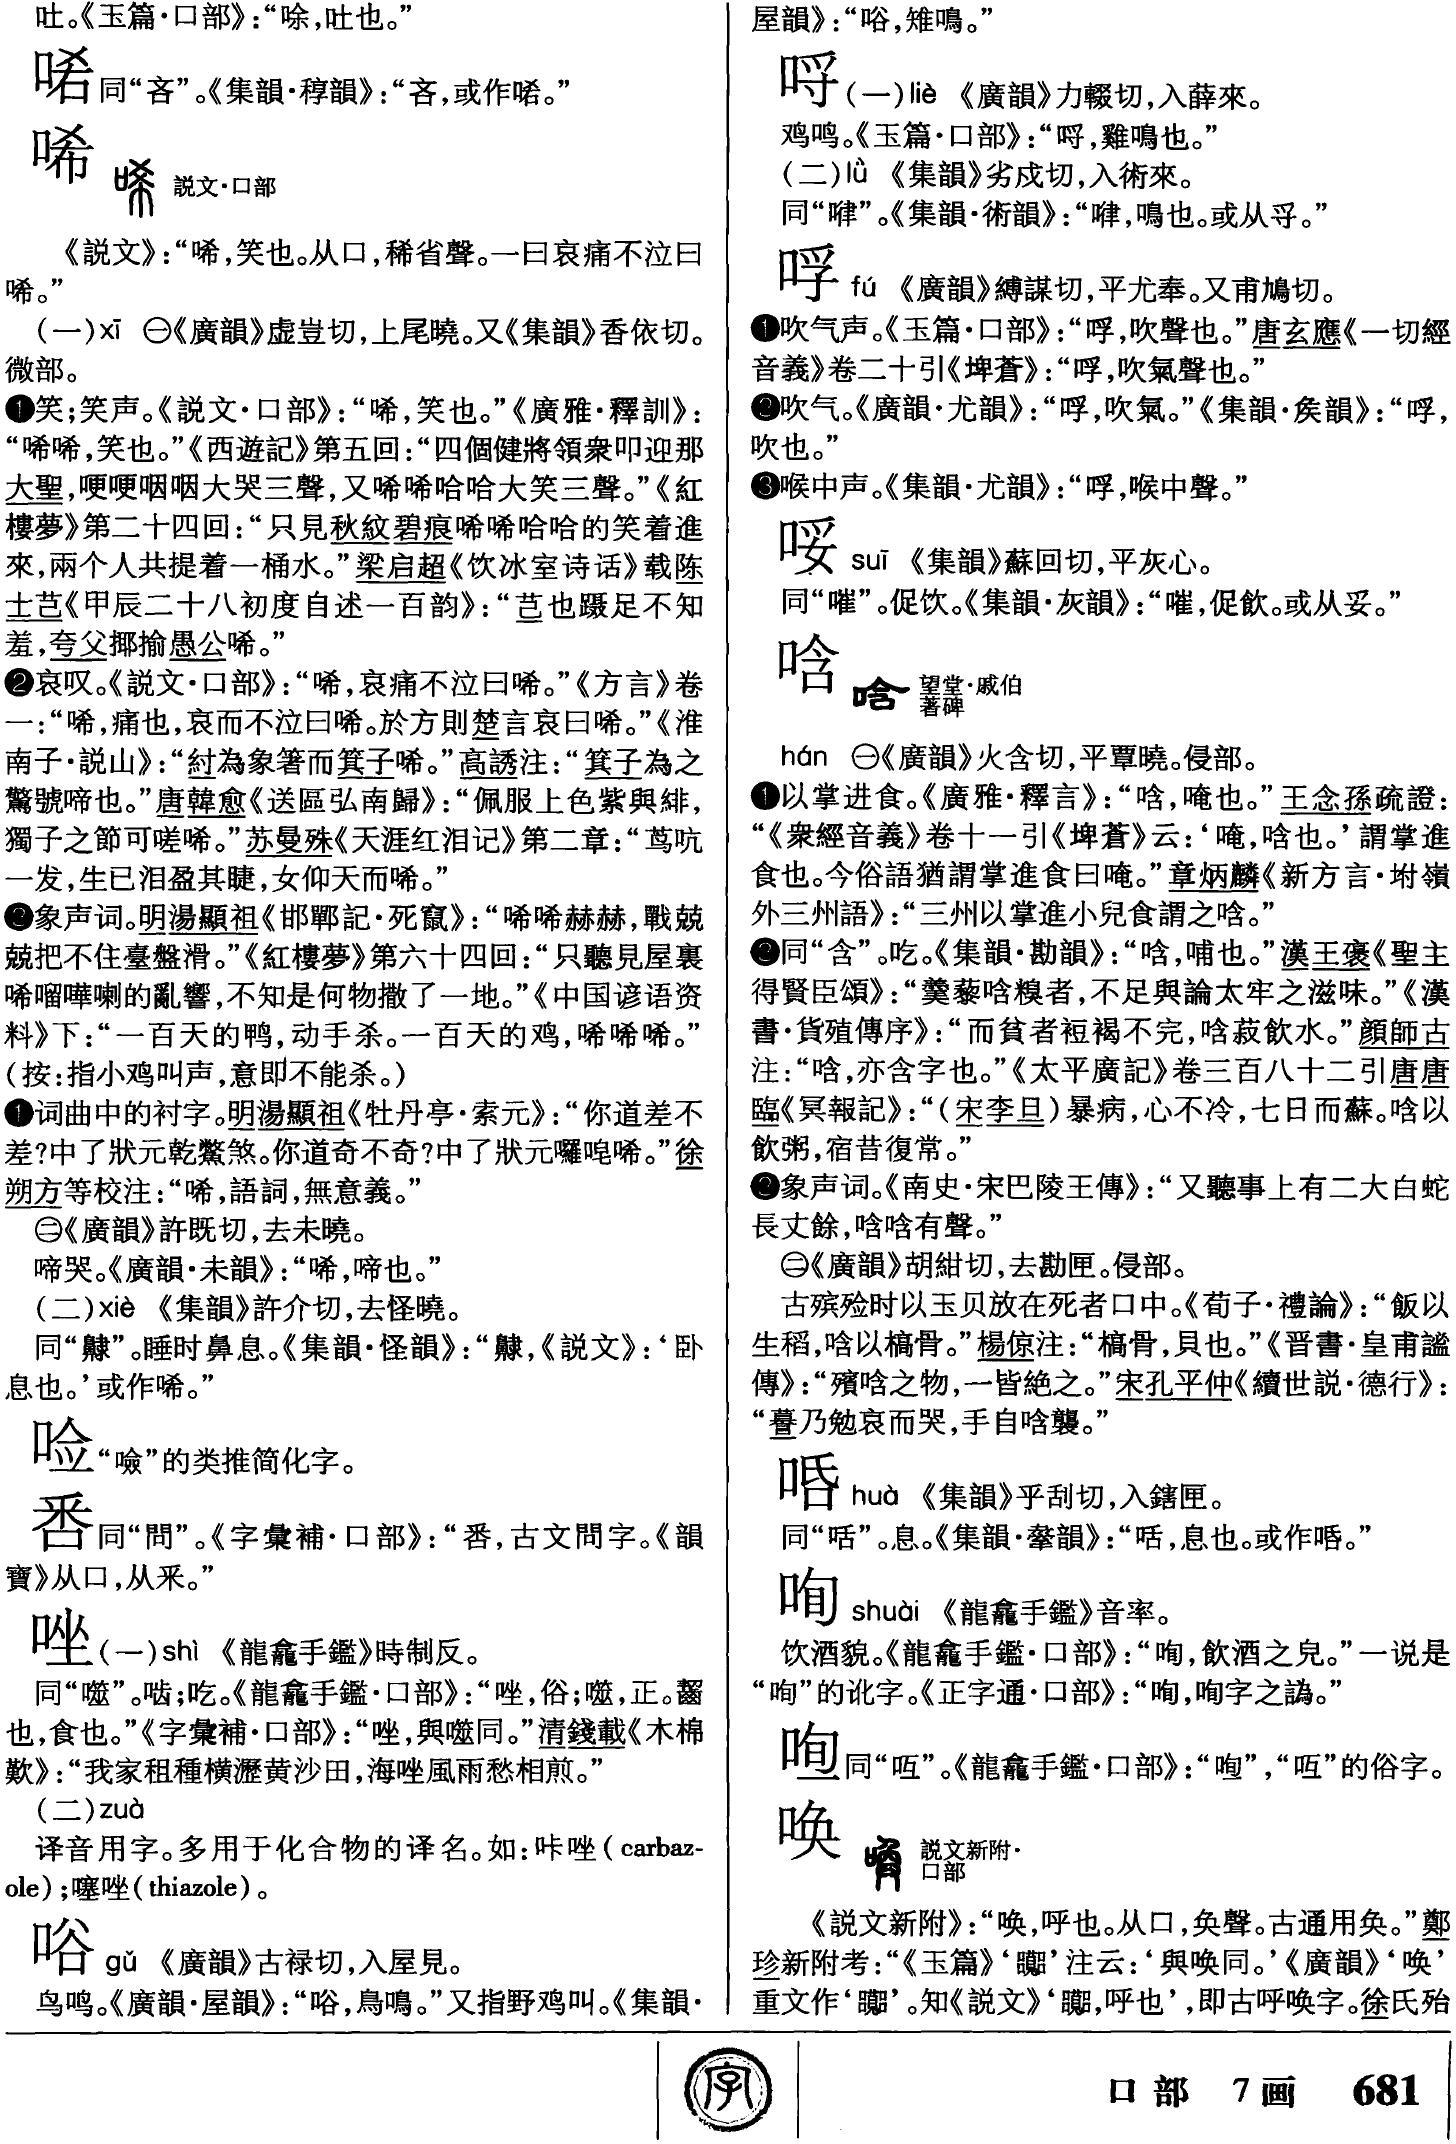 吐。《玉篇·口部》：“唋，吐也。”
唘同“吝”。《集韻·稕韻》：“吝，或作㖁。”
唏 説文·口部
《説文》：“唏，笑也。从口，稀省聲。一曰哀痛不泣曰
唏。”
（一）xī ㊀《廣韻》虚豈切，上尾曉。又《集韻》香依切。
微部。
❶笑；笑声。《説文·口部》：“唏，笑也。”《廣雅·釋訓》：
“唏唏，笑也。”《西遊記》第五回：“四個健將領衆叩迎那
大聖，哽哽咽咽大哭三聲，又唏唏哈哈大笑三聲。”《紅
樓夢》第二十四回：“只見秋紋碧痕唏唏哈哈的笑着進
來，兩个人共提着一桶水。”梁启超《饮冰室诗话》载陈
士芑《甲辰二十八初度自述一百韵》：“芑也蹑足不知
羞，夸父揶揄愚公唏。”
❷哀叹。《説文·口部》：“唏，哀痛不泣曰唏。”《方言》卷
一：“唏，痛也，哀而不泣曰唏。於方則楚言哀曰唏。”《淮
南子·説山》：“紂為象箸而箕子唏。”高誘注：“箕子為之
驚號啼也。”唐韓愈《送區弘南歸》：“佩服上色紫與緋，
獨子之節可嗟唏。”苏曼殊《天涯红泪记》第二章：“茑吭
一发，生已泪盈其睫，女仰天而唏。”
❸象声词。明湯顯祖《邯鄲記·死竄》：“唏唏赫赫，戰兢
兢把不住臺盤滑。”《紅樓夢》第六十四回：“只聽見屋裏
唏嚠嘩喇的亂響，不知是何物撒了一地。”《中国谚语资
料》下：“一百天的鸭，动手杀。一百天的鸡，唏唏唏。”
（按：指小鸡叫声，意即不能杀。）
❹词曲中的衬字。明湯顯祖《牡丹亭·索元》：“你道差不
差？中了狀元乾鱉煞。你道奇不奇？中了狀元囉唣唏。”徐
朔方等校注：“唏，語詞，無意義。”
㊁《廣韻》許既切，去未曉。
啼哭。《廣韻·未韻》：“唏，啼也。”
（二）xiè 《集韻》許介切，去怪曉。
同“齂”。睡时鼻息。《集韻·怪韻》：“齂，《説文》：‘卧
息也。’或作唏。”
𪡋“噞”的类推简化字。
𠱭同“問”。《字彙補·口部》：“𠱭，古文問字。《韻
寶》从口，从釆。”
唑（一）shì 《龍龕手鑑》時制反。
同“噬”。啮；吃。《龍龕手鑑·口部》：“唑，俗；噬，正。齧
也，食也。”《字彙補·口部》：“唑，與噬同。”清錢載《木棉
歎》：“我家租種横瀝黄沙田，海唑風雨愁相煎。”
（二）zuò
译音用字。多用于化合物的译名。如：咔唑（carbaz-
ole）；噻唑（thiazole）。
唂 gǔ 《廣韻》古禄切，入屋見。
鸟鸣。《廣韻·屋韻》：“唂，鳥鳴。”又指野鸡叫。《集韻·
屋韻》：“唂，雉鳴。”
哷（一）liè 《廣韻》力輟切，入薛來。
鸡鸣。《玉篇·口部》：“哷，雞鳴也。”
（二）lǜ 《集韻》劣戍切，入術來。
同“嵂”。《集韻·術韻》：“㖀，鳴也。或从寽。”
哹 fú 《廣韻》縛謀切，平尤奉。又甫鳩切。
❶吹气声。《玉篇·口部》：“哹，吹聲也。”唐玄應《一切經
音義》卷二十引《埤蒼》：“哹，吹氣聲也。”
❷吹气。《廣韻·尤韻》：“哹，吹氣。”《集韻·矦韻》：“哹，
吹也。”
❸喉中声。《集韻·尤韻》：“哹，喉中聲。”
哸 suī 《集韻》蘇回切，平灰心。
同“嗺”。促饮。《集韻·灰韻》：“嗺，促飲。或从妥。”
唅 望堂·戚伯
著碑
hán ㊀《廣韻》火含切，平覃曉。侵部。
❶以掌进食。《廣雅·釋言》：“唅，唵也。”王念孫疏證：
“《衆經音義》卷十一引《埤蒼》云：‘唵，唅也。’謂掌進
食也。今俗語猶謂掌進食曰唵。”章炳麟《新方言·坿嶺
外三州語》：“三州以掌進小兒食謂之唅。”
❷同“含”。吃。《集韻·勘韻》：“唅，哺也。”漢王褒《聖主
得賢臣頌》：“羹藜唅糗者，不足與論太牢之滋味。”《漢
書·貨殖傳序》：“而貧者裋褐不完，唅菽飲水。”顔師古
注：“唅，亦含字也。”《太平廣記》卷三百八十二引唐唐
臨《冥報記》：“（宋李旦）暴病，心不冷，七日而蘇。唅以
飲粥，宿昔復常。”
❸象声词。《南史·宋巴陵王傳》：“又聽事上有二大白蛇
長丈餘，唅唅有聲。”
㊁《廣韻》胡紺切，去勘匣。侵部。
古殡殓时以玉贝放在死者口中。《荀子·禮論》：“飯以
生稻，唅以槁骨。”楊倞注：“槁骨，貝也。”《晋書·皇甫謐
傳》：“殯唅之物，一皆絶之。”宋孔平仲《續世説·德行》：
“詧乃勉哀而哭，手自唅襲。”
㖧 huà 《集韻》乎刮切，入鎋匣。
同“咶”。息。《集韻·舝韻》：“咶，息也。或作㖧。”
𠲿 shuài 《龍龕手鑑》音率。
饮酒貌。《龍龕手鑑·口部》：“，飲酒之皃。”一说是
“”的讹字。《正字通·口部》：“，字之譌。”
同“㖇”。《龍龕手鑑·口部》：“”，“”的俗字。
唤 説文新附·
口部
《説文新附》：“唤，呼也。从口，奂聲。古通用奂。”鄭
珍新附考：“《玉篇》‘㗊’注云：‘與唤同。’《廣韻》‘唤’
重文作‘’。知《説文》‘，呼也’，即古呼唤字。徐氏殆
字
口部 7画 681